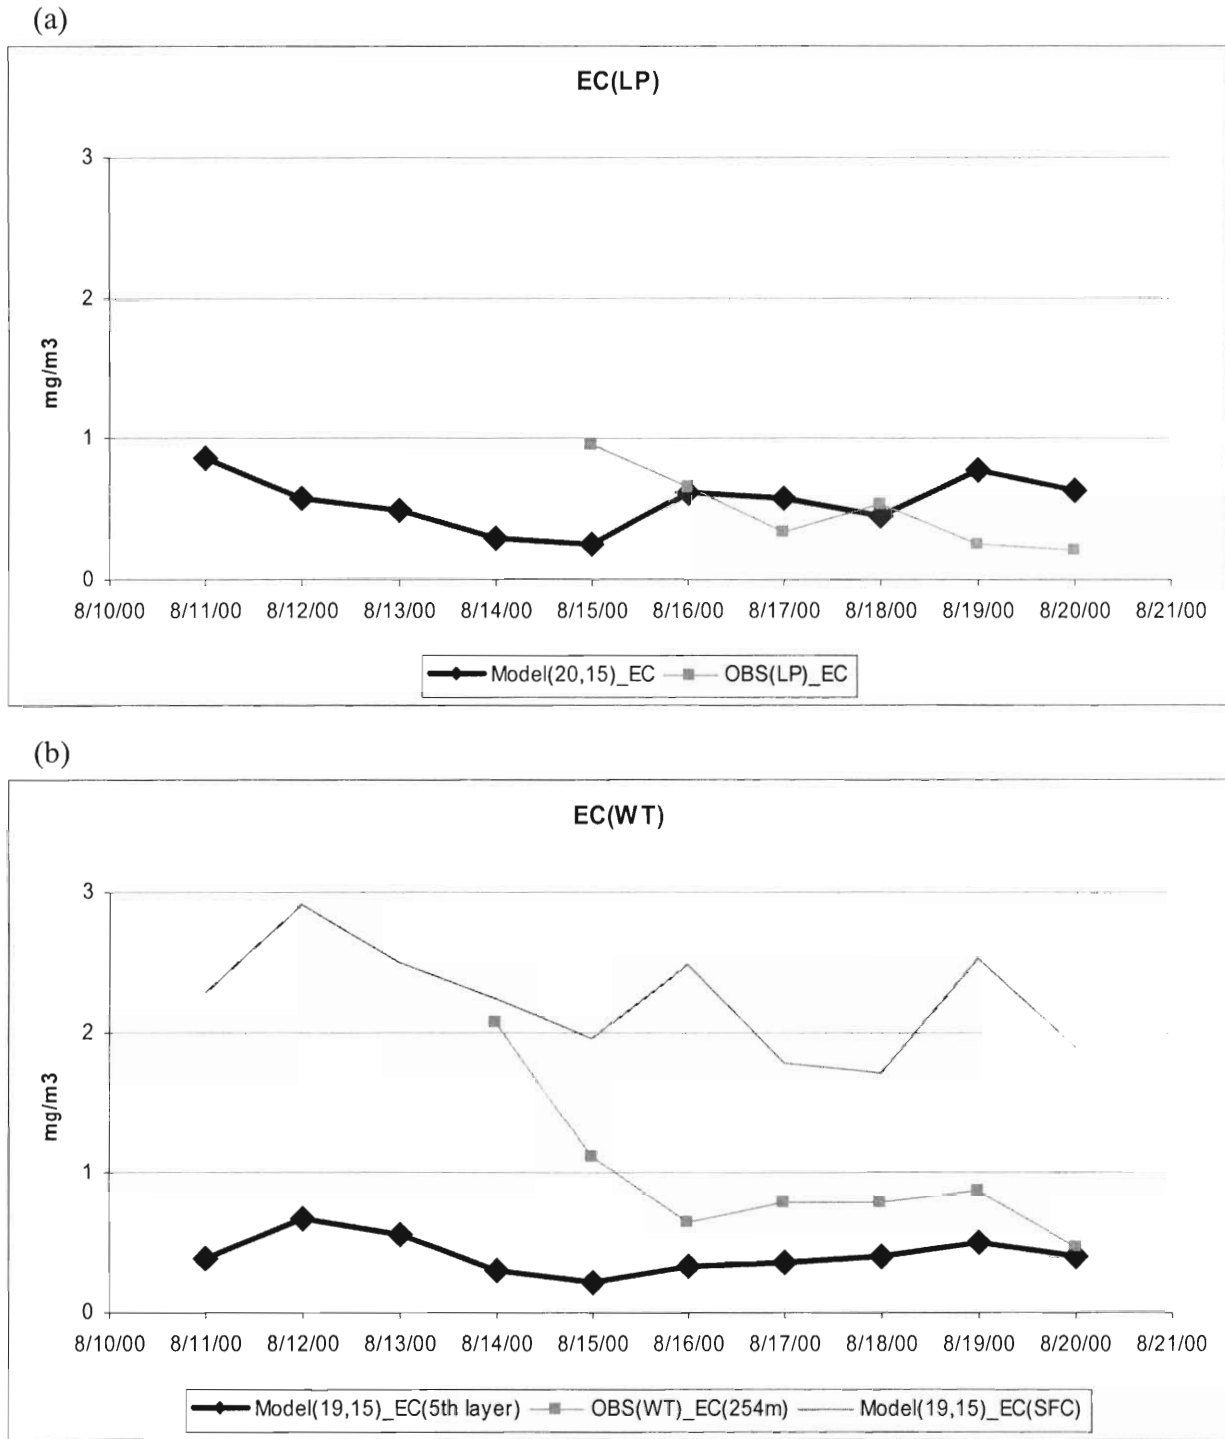 (a)
EC(LP)
3
2
1
0
mg/m3
8/10/00 8/11/00 8/12/00 8/13/00 8/14/00 8/15/00 8/16/00 8/17/00 8/18/00 8/19/00 8/20/00 8/21/00
Model(20,15)_EC OBS(LP)_EC
(b)
EC(WT)
3
2
1
0
mg/m3
8/10/00 8/11/00 8/12/00 8/13/00 8/14/00 8/15/00 8/16/00 8/17/00 8/18/00 8/19/00 8/20/00 8/21/00
Model(19,15)_EC(5th layer) OBS(WT)_EC(254m) Model(19,15)_EC(SFC)